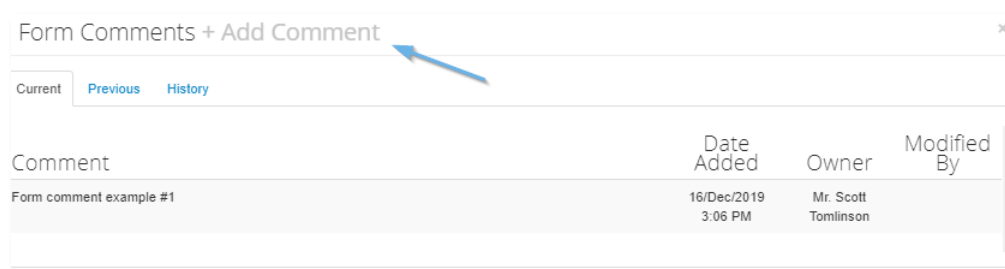 Form Comments + Add Comment ×
Current Previous History
Comment Date Added Owner Modified By
Form comment example #1 16/Dec/2019 3:06 PM Mr. Scott Tomlinson